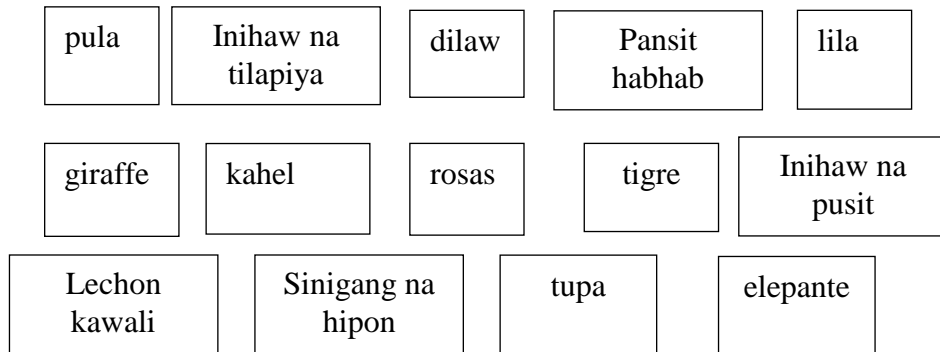 pula
Inihaw na
tilapiya
dilaw
Pansit
habhab
lila
giraffe
kahel
rosas
tigre
Inihaw na
pusit
Lechon
kawali
Sinigang na
hipon
tupa
elepante